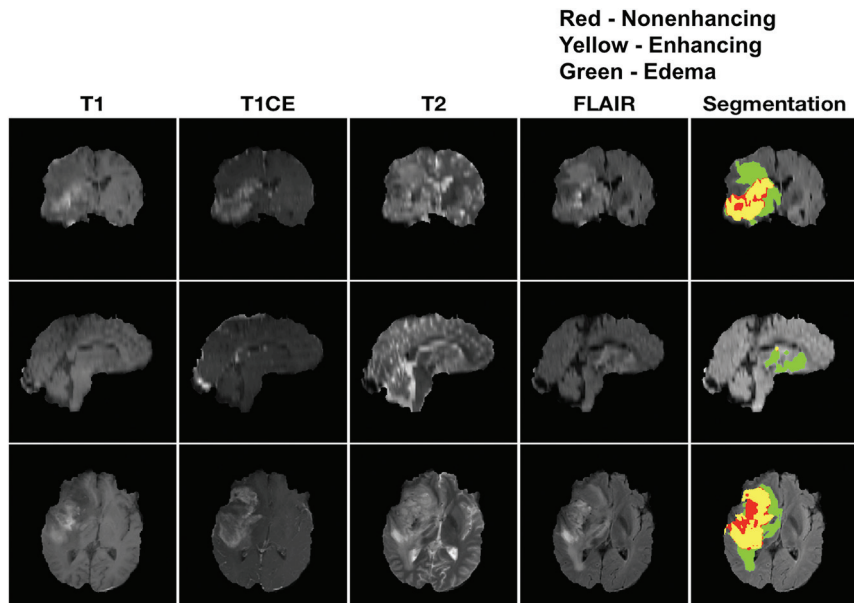 Red - Nonenhancing
Yellow - Enhancing
Green - Edema
T1 T1CE T2 FLAIR Segmentation